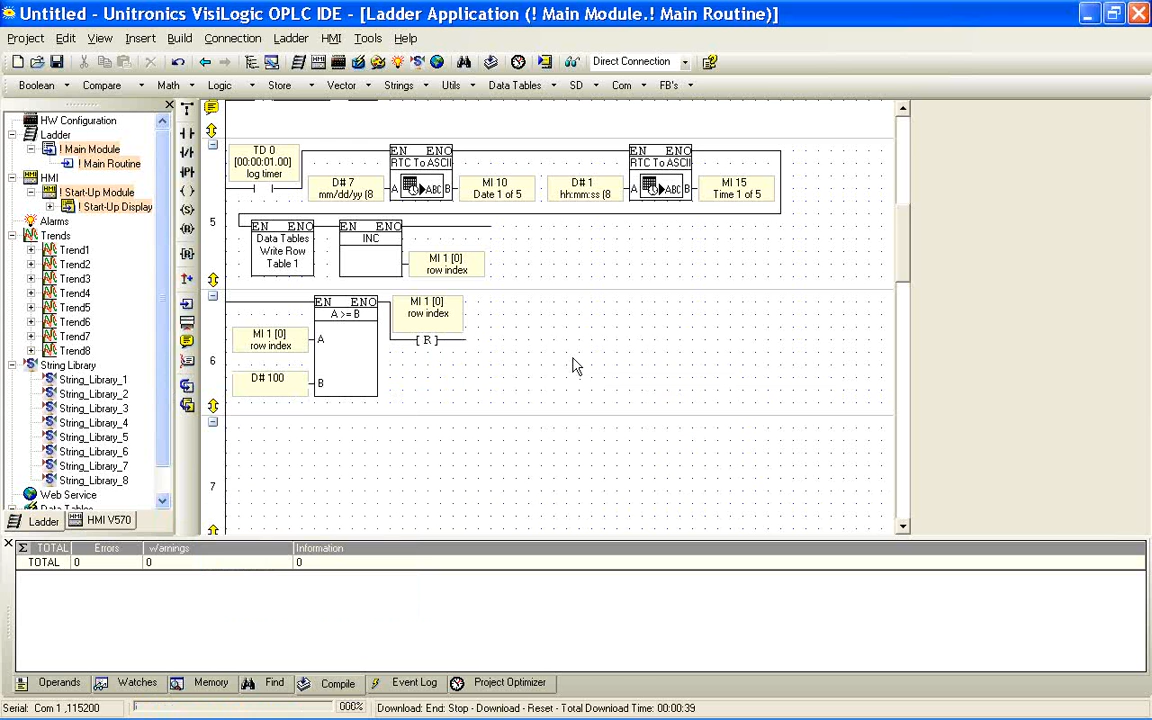 Untitled - Unitronics VisiLogic OPLC IDE - [Ladder Application (! Main Module.! Main Routine)]
Project Edit View Insert Build Connection Ladder HMI Tools Help
Direct Connection
Boolean Compare Math Logic Store Vector Strings Utils Data Tables SD Com FB's
HW Configuration
Ladder
! Main Module
! Main Routine
HMI
! Start-Up Module
! Start-Up Display
Alarms
Trends
Trend1
Trend2
Trend3
Trend4
Trend5
Trend6
Trend7
Trend8
String Library
String_Library_1
String_Library_2
String_Library_3
String_Library_4
String_Library_5
String_Library_6
String_Library_7
String_Library_8
Web Service
Data Tables
Ladder HMI V570
TD 0
[00:00:01.00]
log timer
EN ENO
RTC To ASCII
A ABC B
D# 7
mm/dd/yy (8
MI 10
Date 1 of 5
D# 1
hh:mm:ss (8
EN ENO
RTC To ASCII
A ABC B
MI 15
Time 1 of 5
5
EN ENO
Data Tables
Write Row
Table 1
EN ENO
INC
MI 1 [0]
row index
6
EN ENO
A >= B
MI 1 [0]
row index
R
MI 1 [0]
row index
A
D# 100
B
7
Σ TOTAL Errors Warnings Information
TOTAL 0 0 0
Operands Watches Memory Find Compile Event Log Project Optimizer
Serial: Com 1 ,115200 000% Download: End: Stop - Download - Reset - Total Download Time: 00:00:39